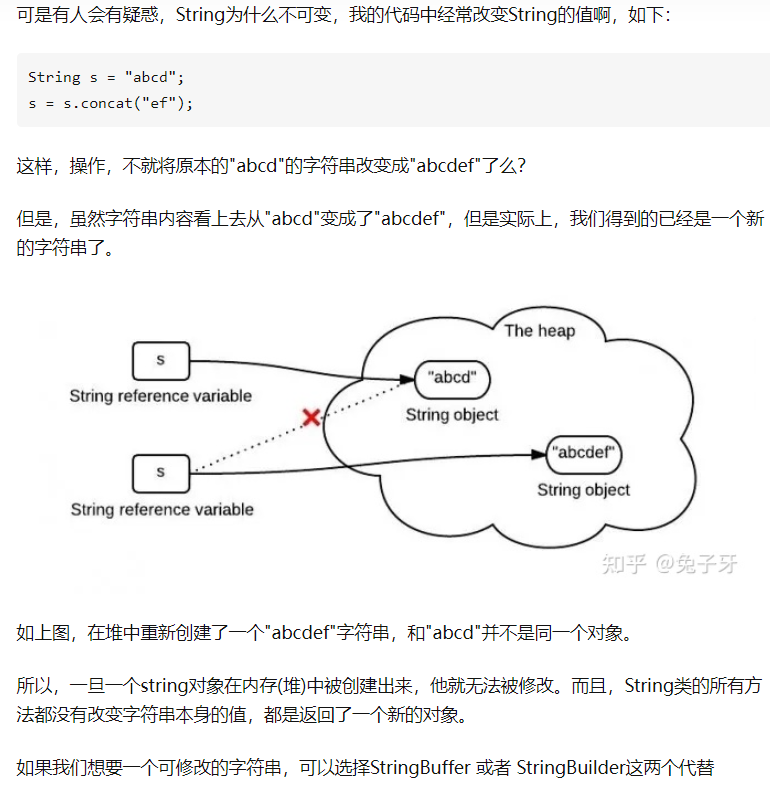 可是有人会有疑惑，String为什么不可变，我的代码中经常改变String的值啊，如下：
String s = "abcd";
s = s.concat("ef");
这样，操作，不就将原本的"abcd"的字符串改变成"abcdef"了么？
但是，虽然字符串内容看上去从"abcd"变成了"abcdef"，但是实际上，我们得到的已经是一个新
的字符串了。
The heap
s
"abcd"
String reference variable
String object
"abcdef"
s
String object
String reference variable
知乎 @兔子牙
如上图，在堆中重新创建了一个"abcdef"字符串，和"abcd"并不是同一个对象。
所以，一旦一个string对象在内存(堆)中被创建出来，他就无法被修改。而且，String类的所有方
法都没有改变字符串本身的值，都是返回了一个新的对象。
如果我们想要一个可修改的字符串，可以选择StringBuffer 或者 StringBuilder这两个代替